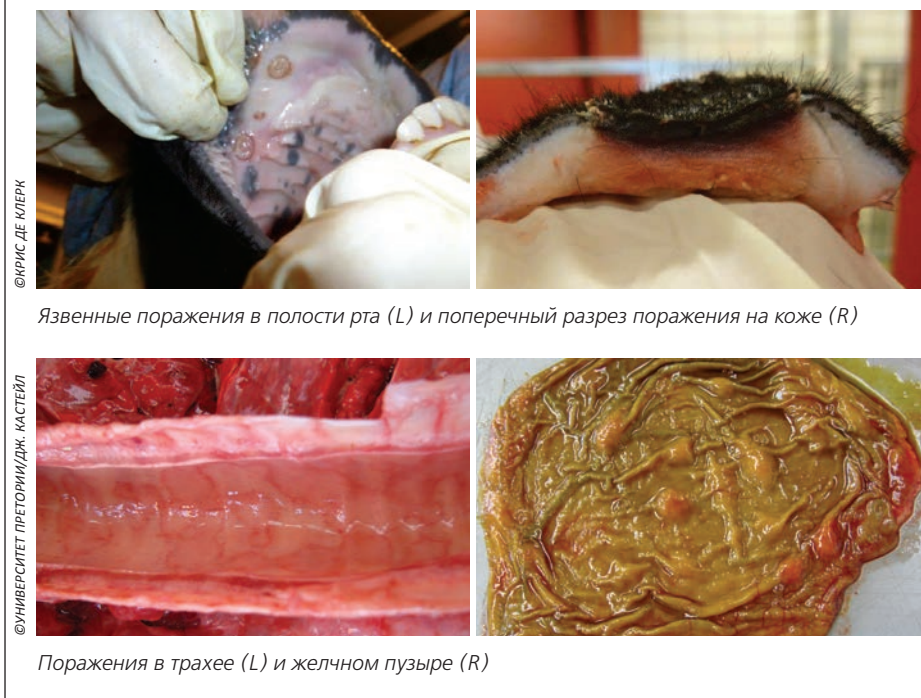 ©КРИС ДЕ КЛЕРК
Язвенные поражения в полости рта (L) и поперечный разрез поражения на коже (R)
©УНИВЕРСИТЕТ ПРЕТОРИИ/ДЖ. КАСТЕЙЛ
Поражения в трахее (L) и желчном пузыре (R)